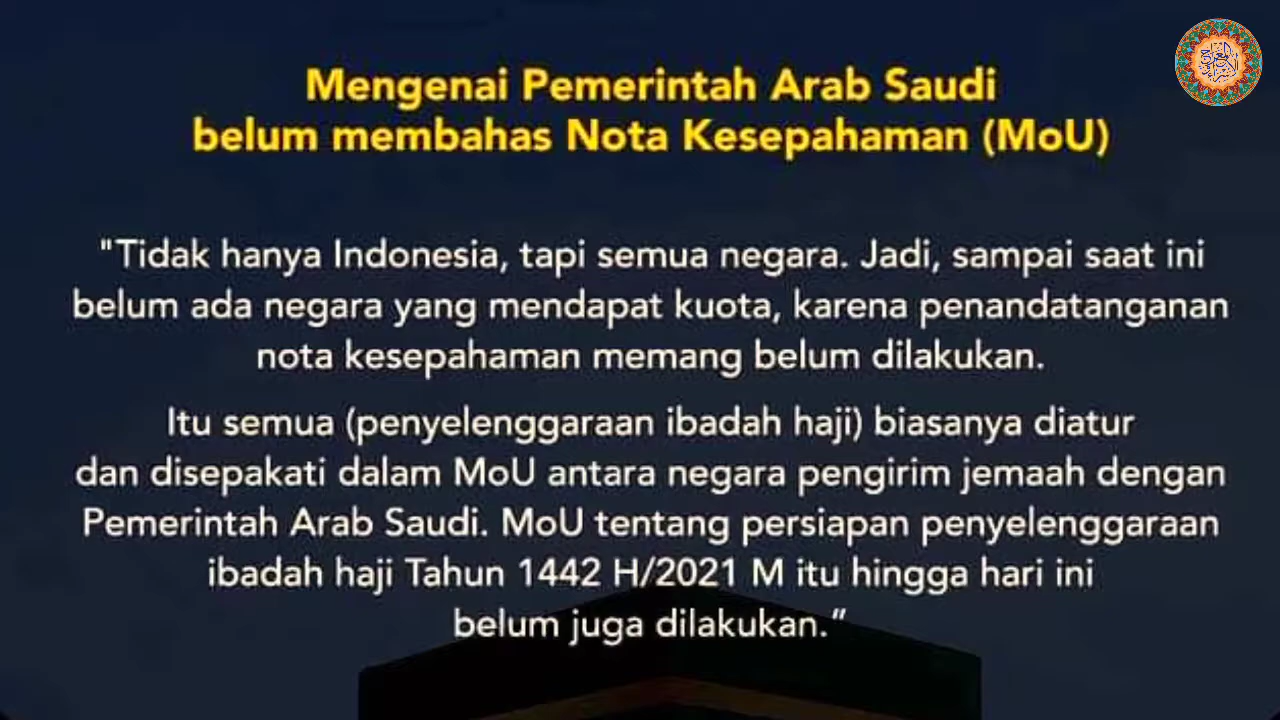 Mengenai Pemerintah Arab Saudi
belum membahas Nota Kesepahaman (MoU)
"Tidak hanya Indonesia, tapi semua negara. Jadi, sampai saat ini
belum ada negara yang mendapat kuota, karena penandatanganan
nota kesepahaman memang belum dilakukan.
Itu semua (penyelenggaraan ibadah haji) biasanya diatur
dan disepakati dalam MoU antara negara pengirim jemaah dengan
Pemerintah Arab Saudi. MoU tentang persiapan penyelenggaraan
ibadah haji Tahun 1442 H/2021 M itu hingga hari ini
belum juga dilakukan.”